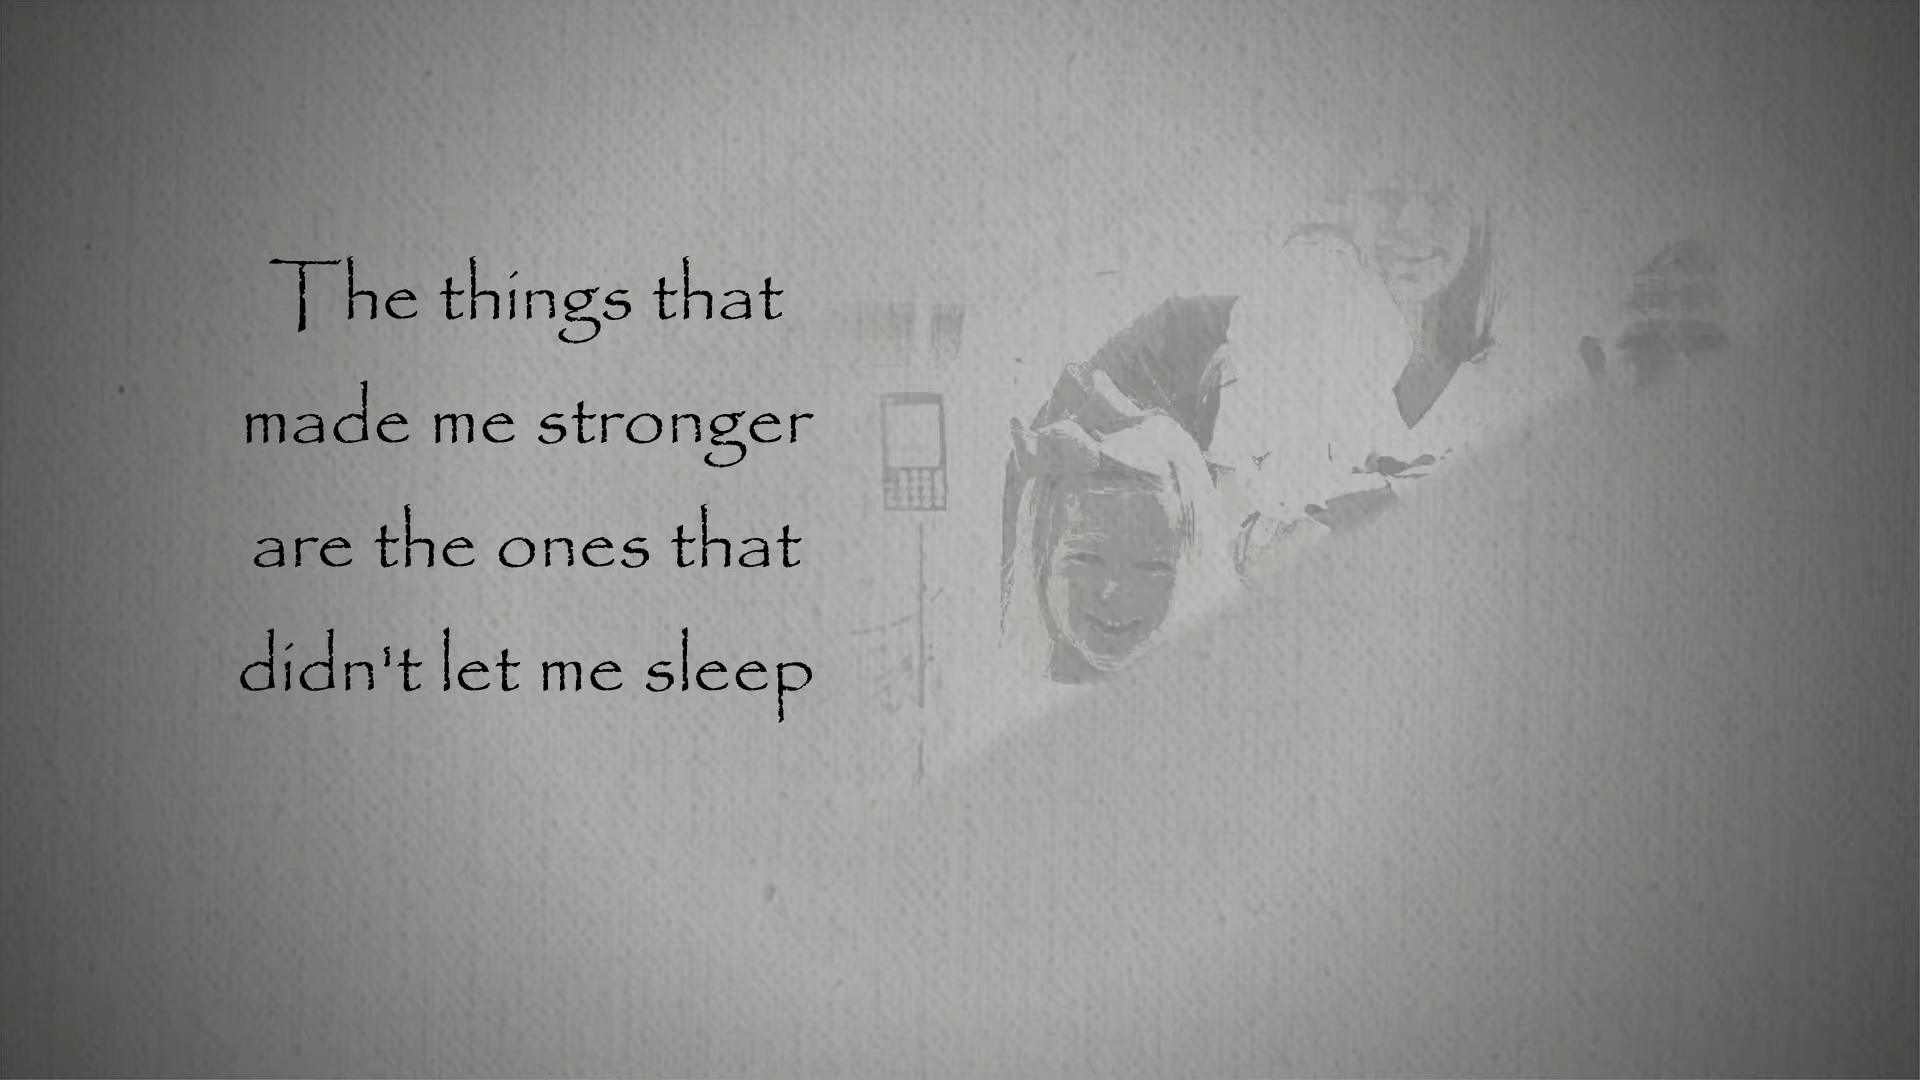 The things that
made me stronger
are the ones that
didn't let me sleep